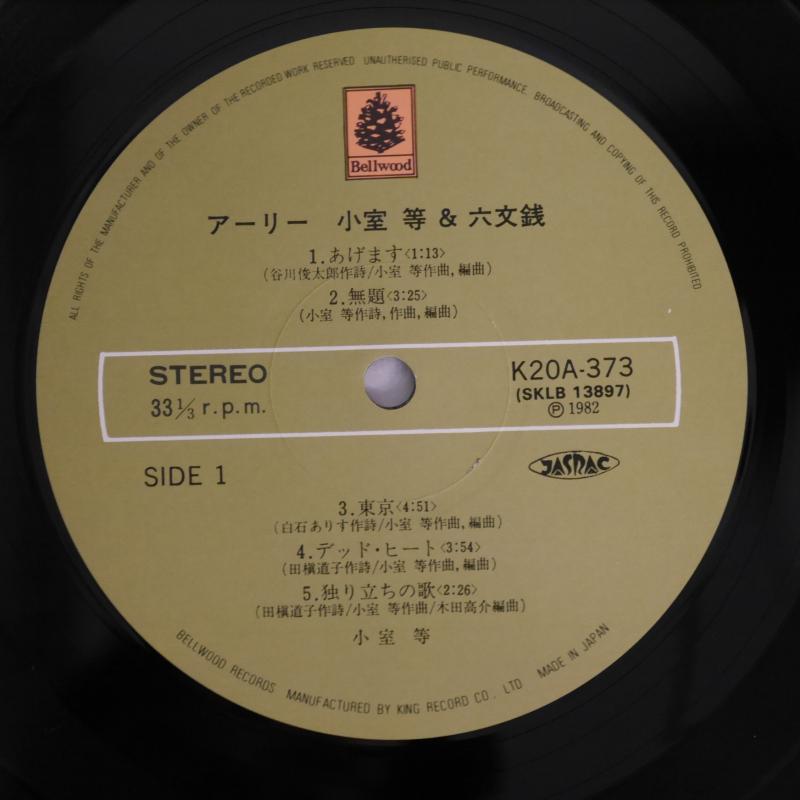 ALL RIGHTS OF THE MANUFACTURER AND OF THE OWNER OF THE RECORDED WORK RESERVED UNAUTHORISED PUBLIC PERFORMANCE, BROADCASTING AND COPYING OF THIS RECORD PROHIBITED
Bellwood
アーリー 小室 等 & 六文銭
1.あげます〈1:13〉
(谷川俊太郎作詩/小室 等作曲,編曲)
2.無題〈3:25〉
(小室 等作詩,作曲,編曲)
STEREO
33 1/3 r.p.m.
K20A-373
(SKLB 13897)
Ⓟ 1982
SIDE 1
JASRAC
3.東京〈4:51〉
(白石ありす作詩/小室 等作曲,編曲)
4.デッド・ヒート〈3:54〉
(田槇道子作詩/小室 等作曲,編曲)
5.独り立ちの歌〈2:26〉
(田槇道子作詩/小室 等作曲/木田高介編曲)
小室 等
BELLWOOD RECORDS MANUFACTURED BY KING RECORD CO. LTD MADE IN JAPAN